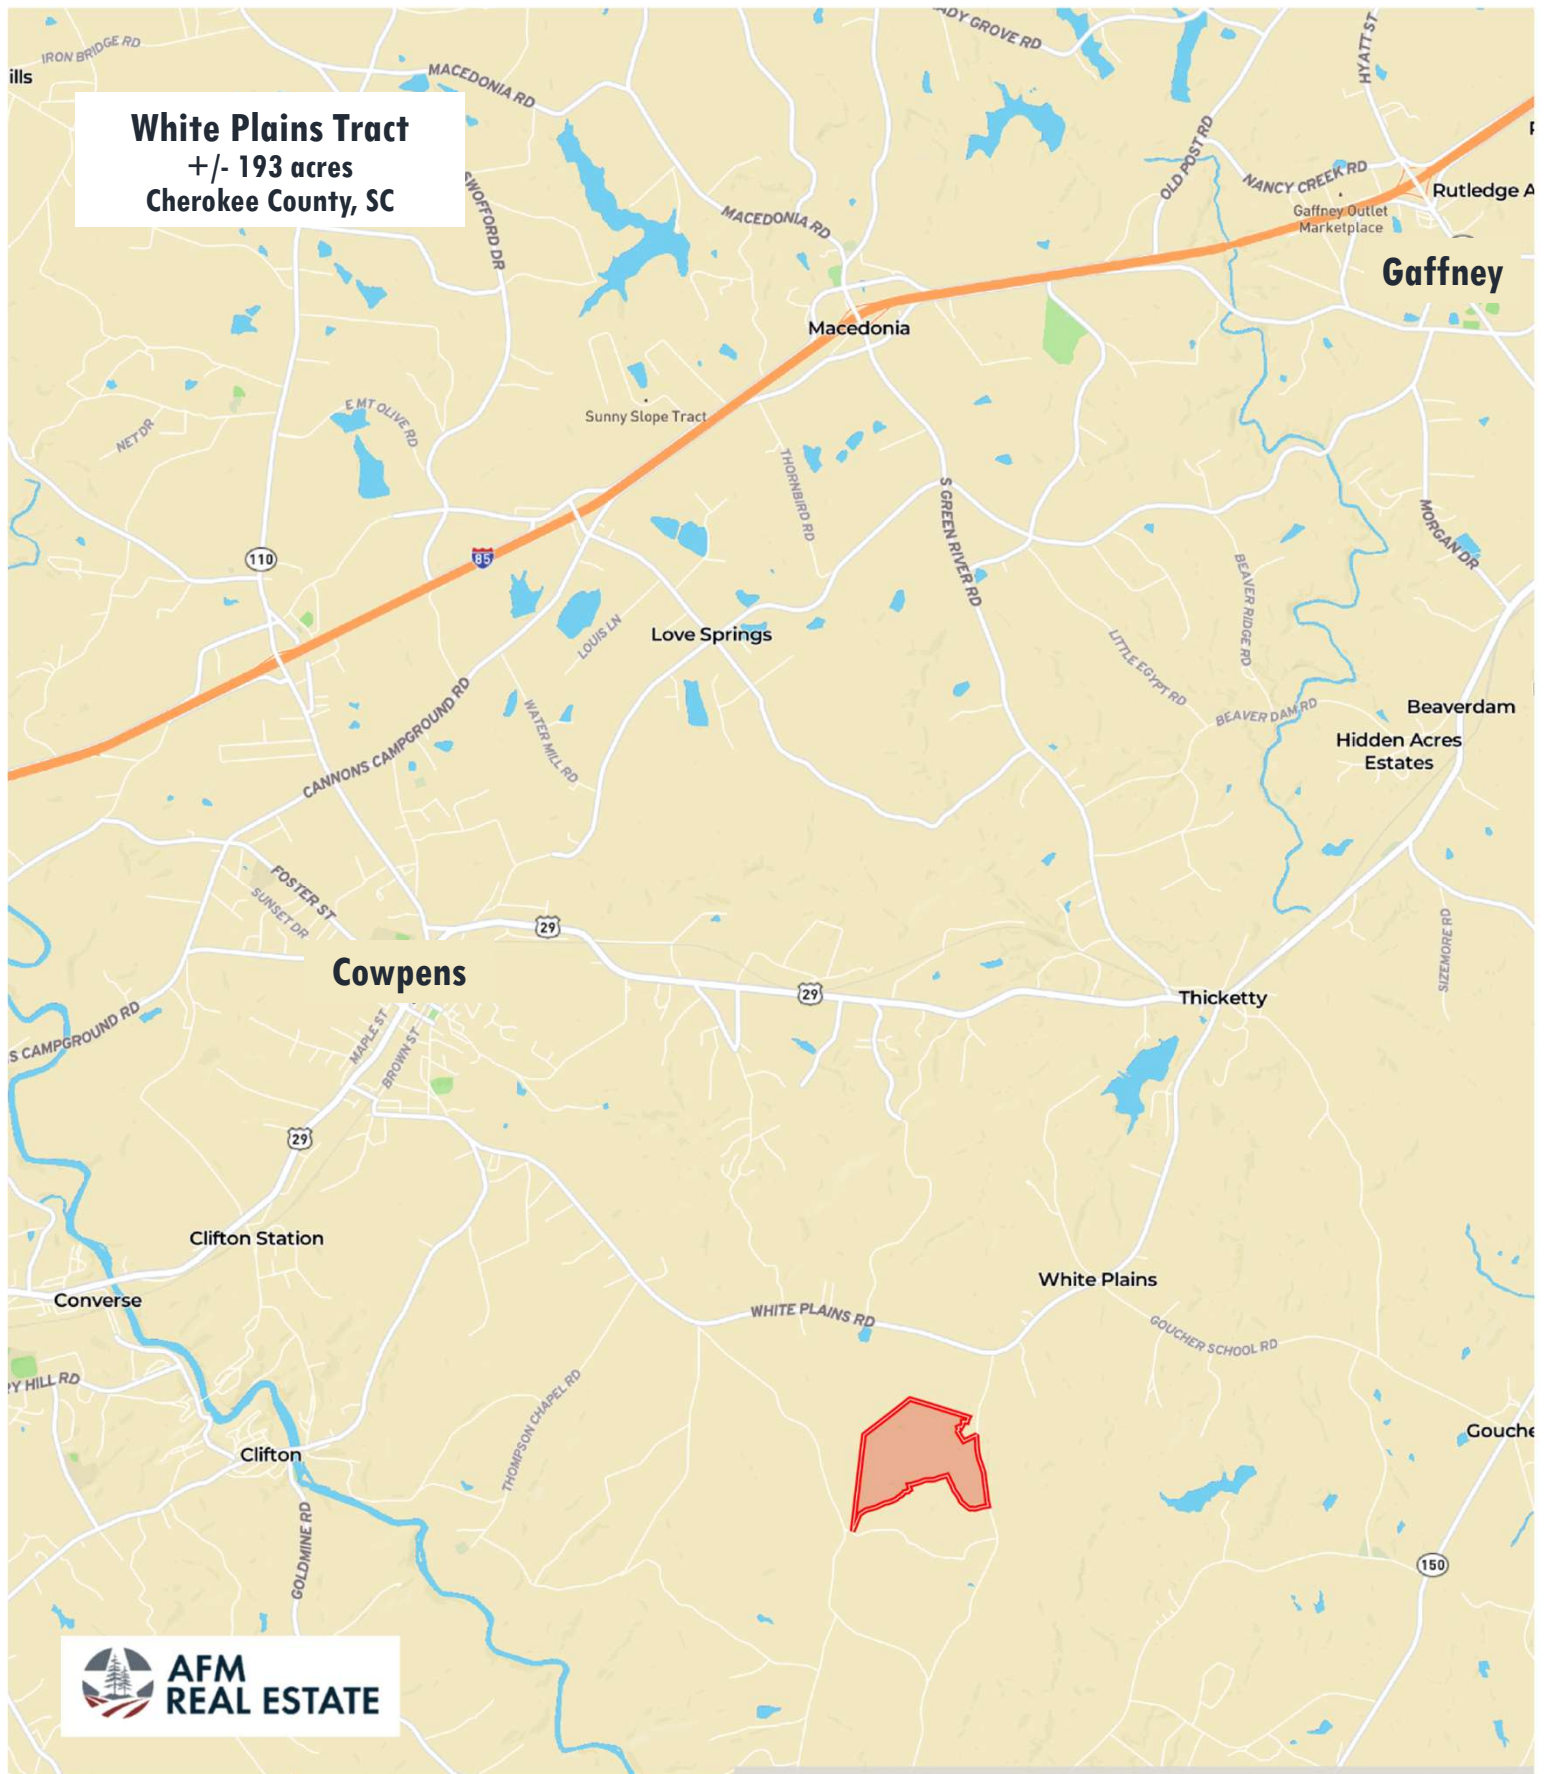 IRON BRIDGE RD
ills
MACEDONIA RD
ADY GROVE RD
HYATT ST
White Plains Tract
+/- 193 acres
Cherokee County, SC
SWOFFORD DR
MACEDONIA RD
OLD POST RD
NANCY CREEK RD
Rutledge A
Gaffney Outlet
Marketplace
Gaffney
Macedonia
Sunny Slope Tract
E MT OLIVE RD
NET DR
THORNBIRD RD
S GREEN RIVER RD
MORGAN DR
110
85
BEAVER RIDGE RD
LOUIS LN
Love Springs
LITTLE EGYPT RD
BEAVER DAM RD
Beaverdam
Hidden Acres
Estates
WATER MILL RD
CANNONS CAMPGROUND RD
FOSTER ST
SUNSET DR
29
SIZEMORE RD
Cowpens
29
Thicketty
S CAMPGROUND RD
MAPLE ST
BROWN ST
29
Clifton Station
White Plains
Converse
WHITE PLAINS RD
GOUCHER SCHOOL RD
RY HILL RD
THOMPSON CHAPEL RD
Gouche
Clifton
GOLDMINE RD
150
AFM
REAL ESTATE